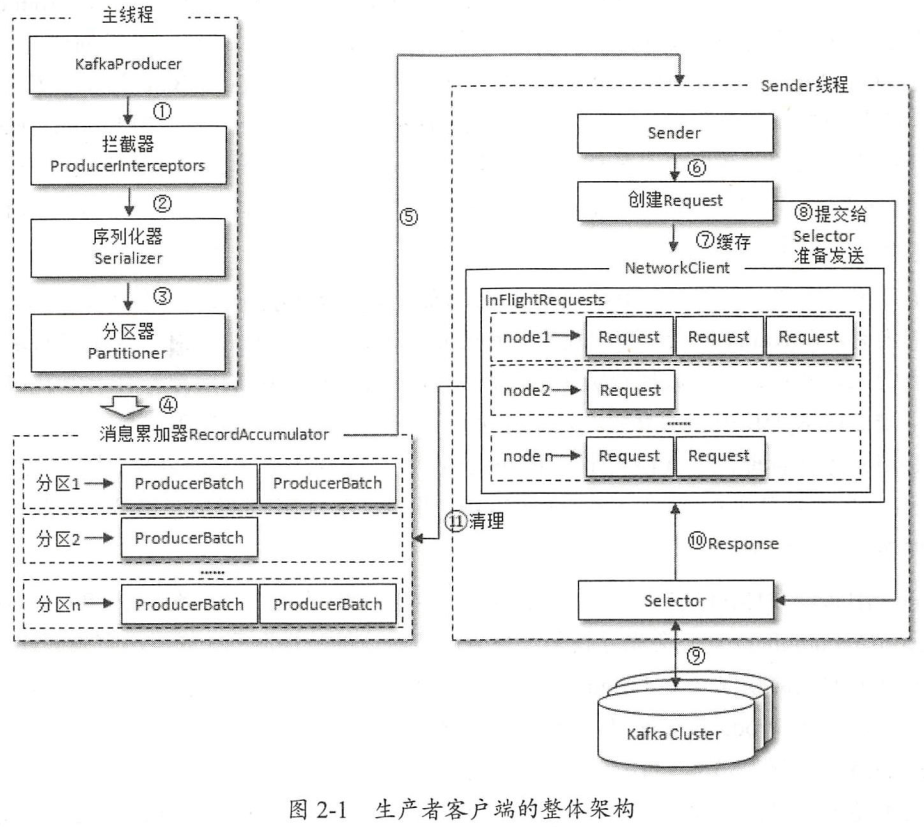 主线程
KafkaProducer
①
拦截器
ProducerInterceptors
②
序列化器
Serializer
③
分区器
Partitioner
④
消息累加器RecordAccumulator
分区1
ProducerBatch
ProducerBatch
分区2
ProducerBatch
......
分区n
ProducerBatch
ProducerBatch
⑤
Sender线程
Sender
⑥
创建Request
⑦缓存
⑧提交给
Selector
准备发送
NetworkClient
InFlightRequests
node1
Request
Request
Request
node2
Request
......
node n
Request
Request
⑪清理
⑩Response
Selector
⑨
Kafka Cluster
图 2-1 生产者客户端的整体架构